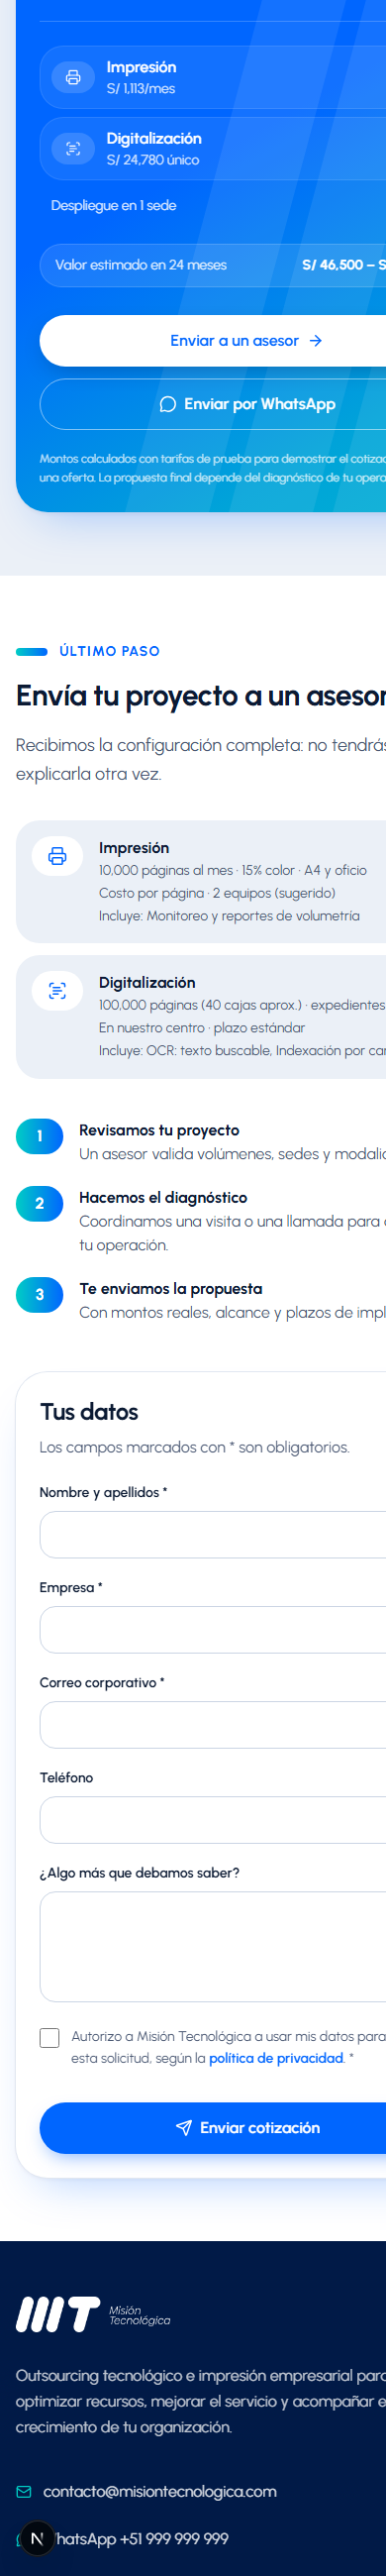 Impresión
S/ 1,113/mes
Digitalización
S/ 24,780 único
Despliegue en 1 sede
Valor estimado en 24 meses S/ 46,500 – S
Enviar a un asesor
Enviar por WhatsApp
Montos calculados con tarifas de prueba para demostrar el cotizad
una oferta. La propuesta final depende del diagnóstico de tu opera
ÚLTIMO PASO
Envía tu proyecto a un asesor
Recibimos la configuración completa: no tendrás
explicarla otra vez.
Impresión
10,000 páginas al mes · 15% color · A4 y oficio
Costo por página · 2 equipos (sugerido)
Incluye: Monitoreo y reportes de volumetría
Digitalización
100,000 páginas (40 cajas aprox.) · expedientes
En nuestro centro · plazo estándar
Incluye: OCR: texto buscable, Indexación por car
1
Revisamos tu proyecto
Un asesor valida volúmenes, sedes y modalid
2
Hacemos el diagnóstico
Coordinamos una visita o una llamada para
tu operación.
3
Te enviamos la propuesta
Con montos reales, alcance y plazos de impl
Tus datos
Los campos marcados con * son obligatorios.
Nombre y apellidos *
Empresa *
Correo corporativo *
Teléfono
¿Algo más que debamos saber?
Autorizo a Misión Tecnológica a usar mis datos para
esta solicitud, según la política de privacidad. *
Enviar cotización
MT Misión
Tecnológica
Outsourcing tecnológico e impresión empresarial para
optimizar recursos, mejorar el servicio y acompañar e
crecimiento de tu organización.
contacto@misiontecnologica.com
N
hatsApp +51 999 999 999